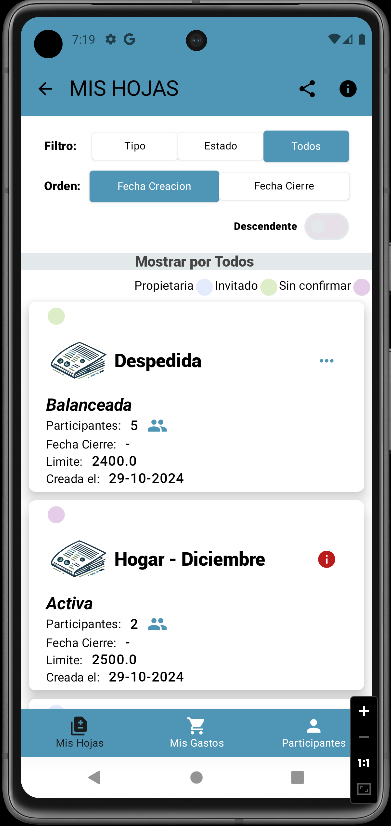 7:19 G
MIS HOJAS
Filtro: Tipo Estado Todos
Orden: Fecha Creacion Fecha Cierre
Descendente
Mostrar por Todos
Propietaria Invitado Sin confirmar
Despedida
Balanceada
Participantes: 5
Fecha Cierre: -
Limite: 2400.0
Creada el: 29-10-2024
Hogar - Diciembre
Activa
Participantes: 2
Fecha Cierre: -
Limite: 2500.0
Creada el: 29-10-2024
Mis Hojas Mis Gastos Participantes
1:1